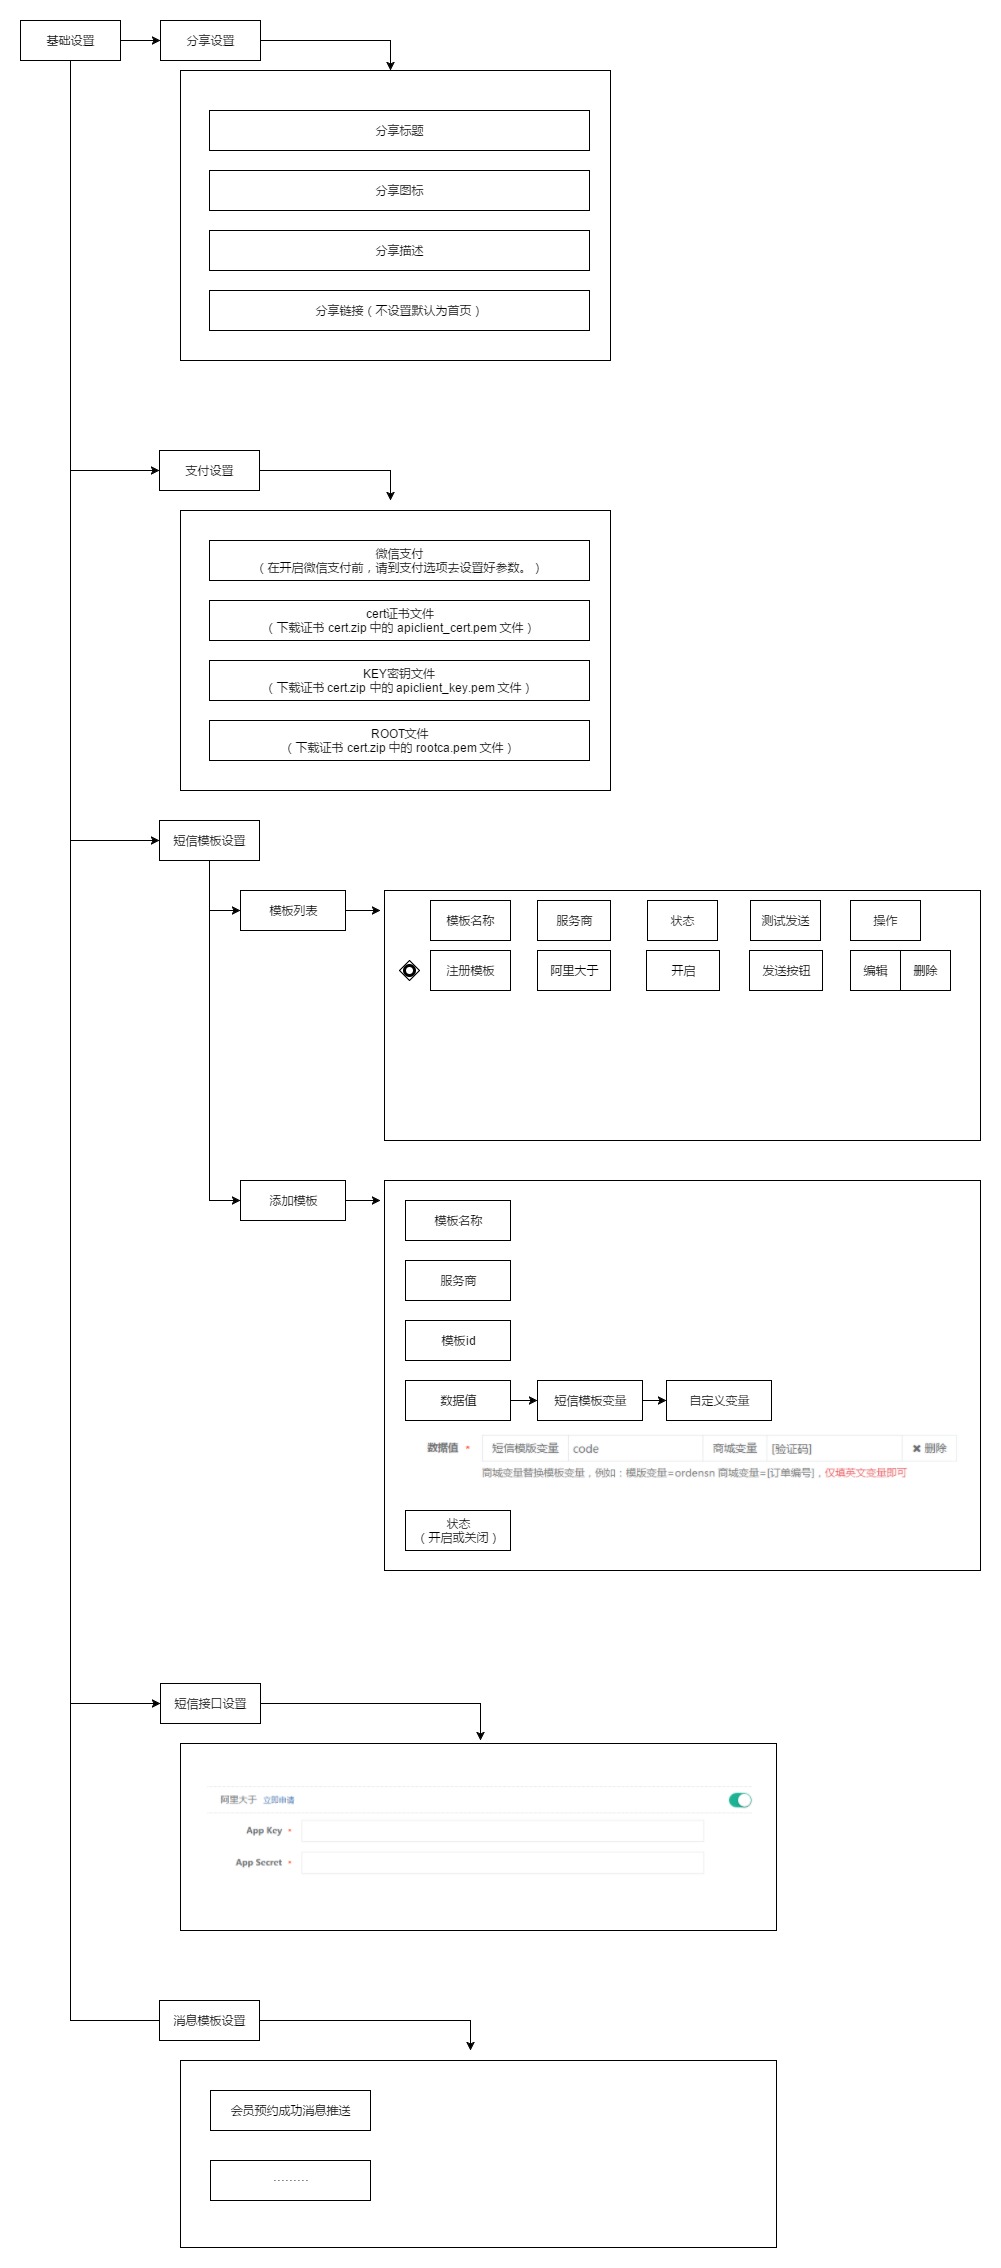 基础设置
分享设置
分享标题
分享图标
分享描述
分享链接（不设置默认为首页）
支付设置
微信支付
（在开启微信支付前，请到支付选项去设置好参数。）
cert证书文件
（下载证书 cert.zip 中的 apiclient_cert.pem 文件）
KEY密钥文件
（下载证书 cert.zip 中的 apiclient_key.pem 文件）
ROOT文件
（下载证书 cert.zip 中的 rootca.pem 文件）
短信模板设置
模板列表
模板名称 服务商 状态 测试发送 操作
注册模板 阿里大于 开启 发送按钮 编辑 删除
添加模板
模板名称
服务商
模板id
数据值 短信模板变量 自定义变量
数据值 * 短信模版变量 code 商城变量 [验证码] ✖ 删除
商城变量替换模板变量，例如：模版变量=ordensn 商城变量=[订单编号]，仅填英文变量即可
状态
（开启或关闭）
短信接口设置
阿里大于 立即申请
App Key *
App Secret *
消息模板设置
会员预约成功消息推送
………